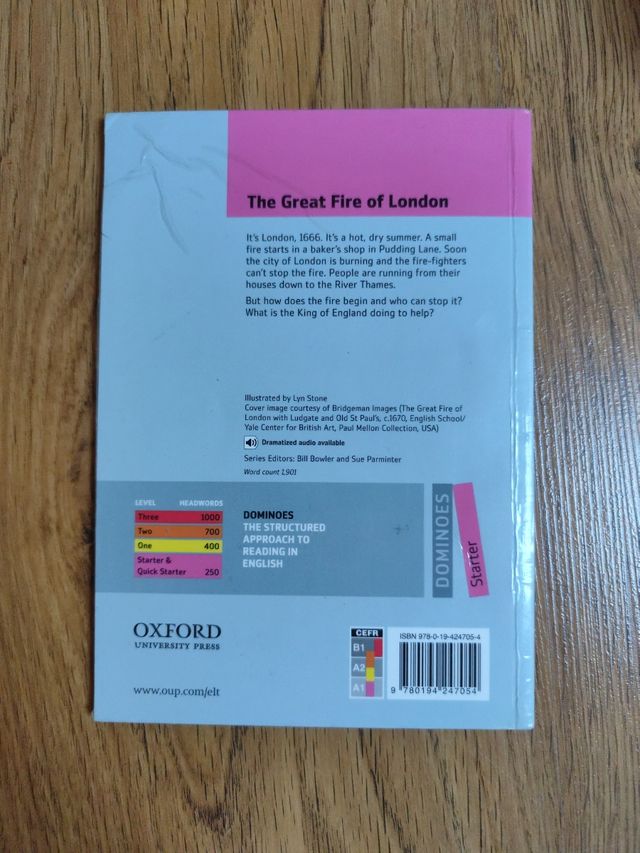 The Great Fire of London
It's London, 1666. It's a hot, dry summer. A small
fire starts in a baker's shop in Pudding Lane. Soon
the city of London is burning and the fire-fighters
can't stop the fire. People are running from their
houses down to the River Thames.
But how does the fire begin and who can stop it?
What is the King of England doing to help?
Illustrated by Lyn Stone
Cover image courtesy of Bridgeman Images (The Great Fire of
London with Ludgate and Old St Paul's, c.1670, English School/
Yale Center for British Art, Paul Mellon Collection, USA)
Dramatized audio available
Series Editors: Bill Bowler and Sue Parminter
Word count 1,901
LEVEL HEADWORDS
Three 1000
Two 700
One 400
Starter &
Quick Starter 250
DOMINOES
THE STRUCTURED
APPROACH TO
READING IN
ENGLISH
DOMINOES
Starter
OXFORD
UNIVERSITY PRESS
www.oup.com/elt
CEFR
B1
A2
A1
ISBN 978-0-19-424705-4
9 780194 247054